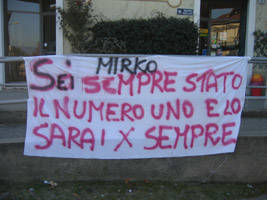 MIRKO
SEi SEMPRE STATO
IL NUMERO UNO E LO
SARAI X SEMPRE